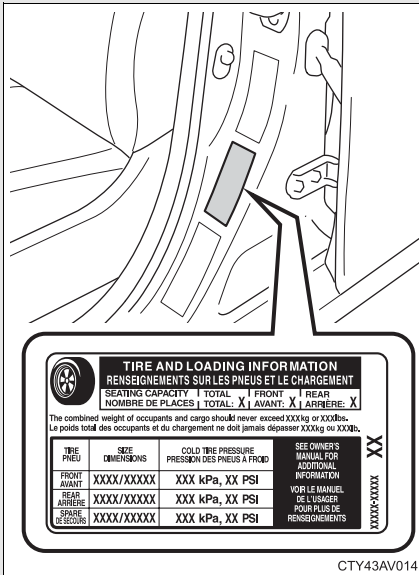 TIRE AND LOADING INFORMATION
RENSEIGNEMENTS SUR LES PNEUS ET LE CHARGEMENT
SEATING CAPACITY | TOTAL | FRONT | REAR
NOMBRE DE PLACES | TOTAL: X | AVANT: X | ARRIÈRE: X
The combined weight of occupants and cargo should never exceed XXXkg or XXXlbs.
Le poids total des occupants et du chargement ne doit jamais dépasser XXXkg ou XXXlb.
TIRE
PNEU
SIZE
DIMENSIONS
COLD TIRE PRESSURE
PRESSION DES PNEUS À FROID
FRONT
AVANT
XXXX/XXXXX
XXX kPa, XX PSI
REAR
ARRIÈRE
XXXX/XXXXX
XXX kPa, XX PSI
SPARE
DE SECOURS
XXXX/XXXXX
XXX kPa, XX PSI
SEE OWNER'S
MANUAL FOR
ADDITIONAL
INFORMATION
VOIR LE MANUEL
DE L'USAGER
POUR PLUS DE
RENSEIGNEMENTS
XX
XXXXX-XXXXX
CTY43AV014